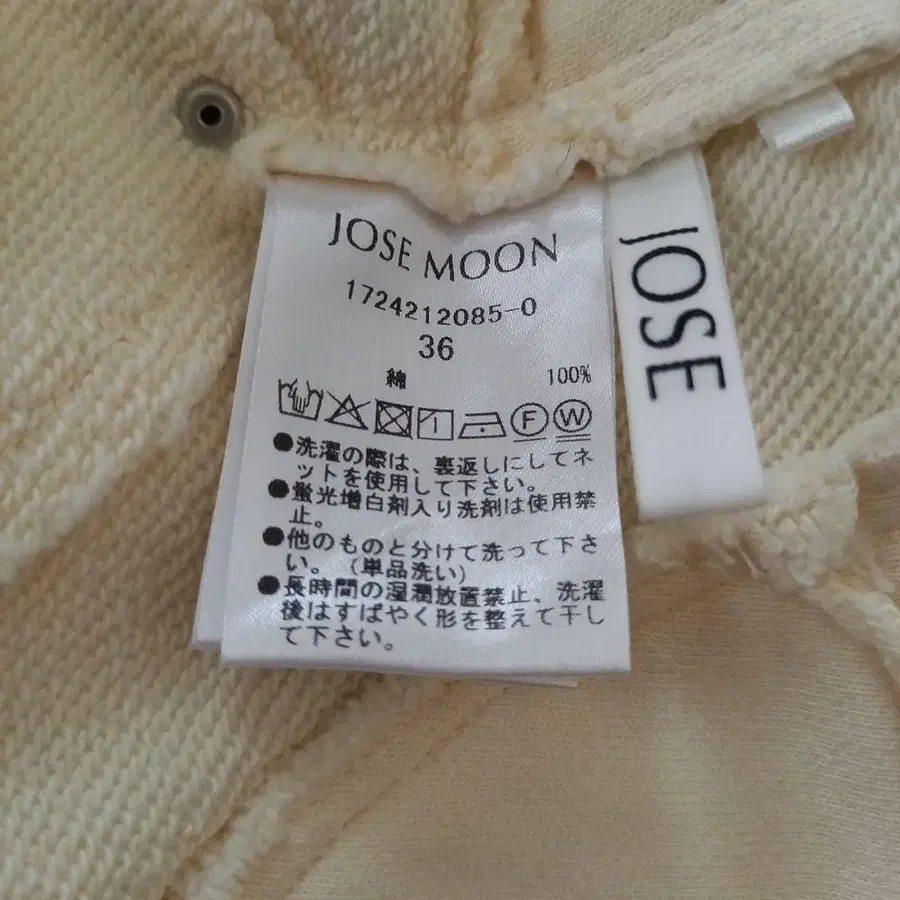 JOSE MOON
1724212085-0
36
綿 100%
F W
●洗濯の際は、裏返しにしてネ
ットを使用して下さい。
●蛍光増白剤入り洗剤は使用禁
止。
●他のものと分けて洗って下さ
い。（単品洗い）
●長時間の湿潤放置禁止、洗濯
後はすばやく形を整えて干し
て下さい。
JOSE